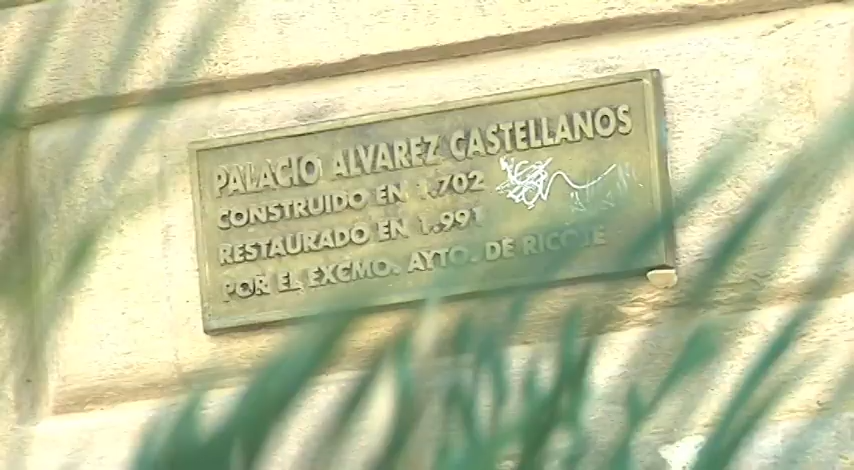 PALACIO ALVAREZ CASTELLANOS
CONSTRUIDO EN 1.702
RESTAURADO EN 1.991
POR EL EXCMO. AYTO. DE RICOTE